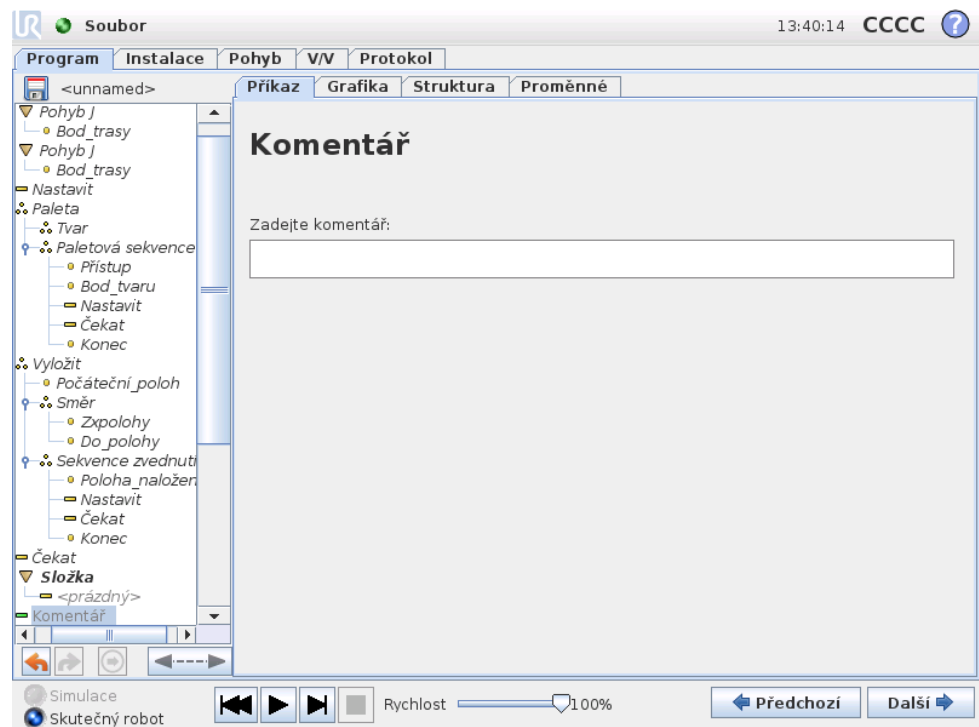 Soubor
13:40:14 CCCC ?
Program Instalace Pohyb V/V Protokol
<unnamed>
Příkaz Grafika Struktura Proměnné
Pohyb J
Bod_trasy
Pohyb J
Bod_trasy
Nastavit
Paleta
Tvar
Paletová sekvence
Přístup
Bod_tvaru
Nastavit
Čekat
Konec
Vyložit
Počáteční_poloh
Směr
Zxpolohy
Do_polohy
Sekvence zvednutí
Poloha_naložen
Nastavit
Čekat
Konec
Čekat
Složka
<prázdný>
Komentář
Komentář
Zadejte komentář:
Simulace
Skutečný robot
Rychlost 100%
Předchozí Další